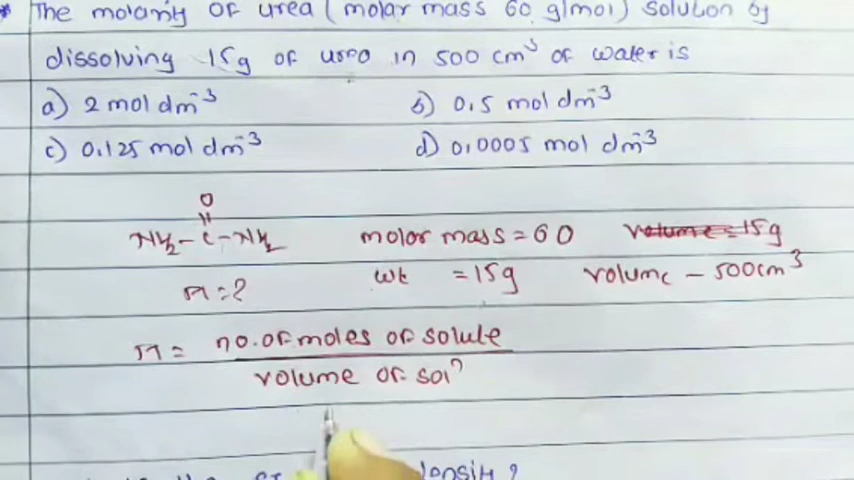 * The molarity of urea (molar mass 60 g/mol) solution by
dissolving 15g of urea in 500 cm³ of water is
a) 2 mol dm⁻³ b) 0.5 mol dm⁻³
c) 0.125 mol dm⁻³ d) 0.0005 mol dm⁻³
O
||
NH₂-C-NH₂ molar mass = 60 volume = 15g
M = ? wt = 15g volume - 500cm³
M = no. of moles of solute
volume of solⁿ